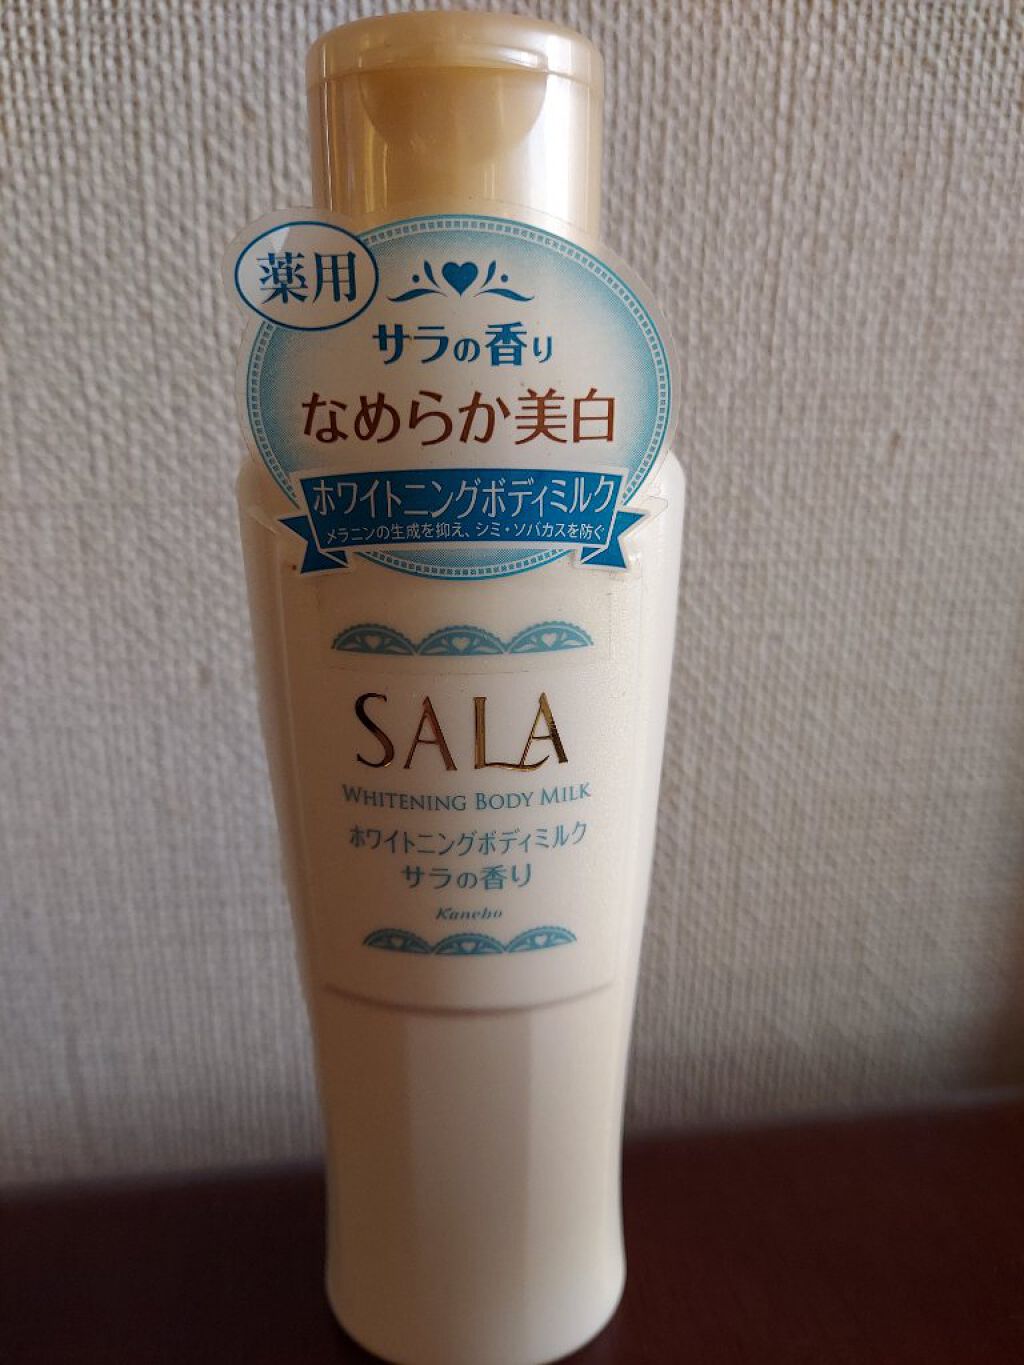 薬用
サラの香り
なめらか美白
ホワイトニングボディミルク
メラニンの生成を抑え、シミ・ソバカスを防ぐ
SALA
WHITENING BODY MILK
ホワイトニングボディミルク
サラの香り
Kanebo